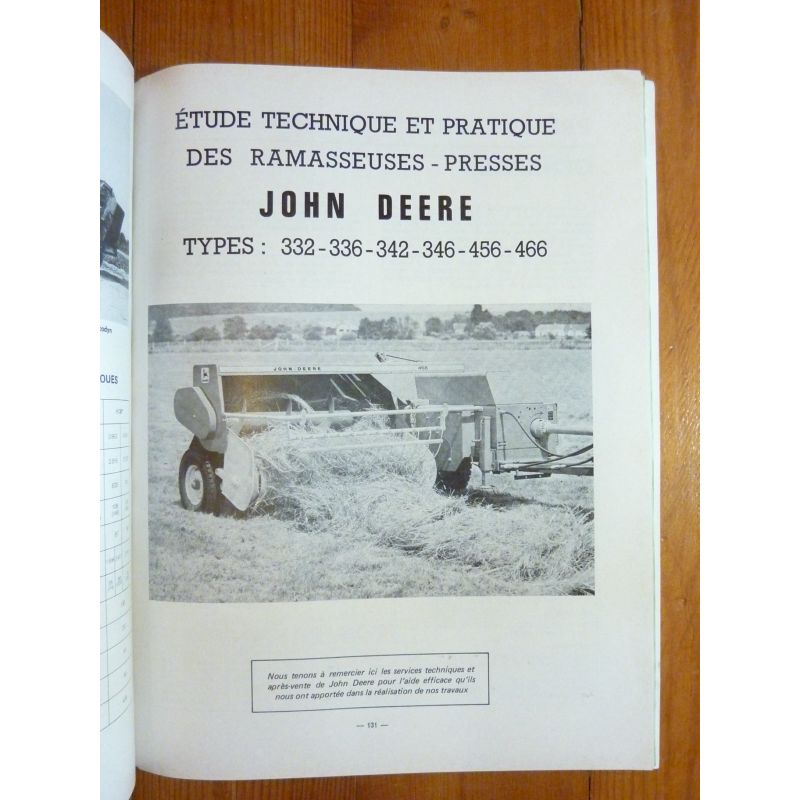 ÉTUDE TECHNIQUE ET PRATIQUE
DES RAMASSEUSES - PRESSES
JOHN DEERE
TYPES : 332-336-342-346-456-466
JOHN DEERE
Nous tenons à remercier ici les services techniques et
après-vente de John Deere pour l'aide efficace qu'ils
nous ont apportée dans la réalisation de nos travaux
— 131 —